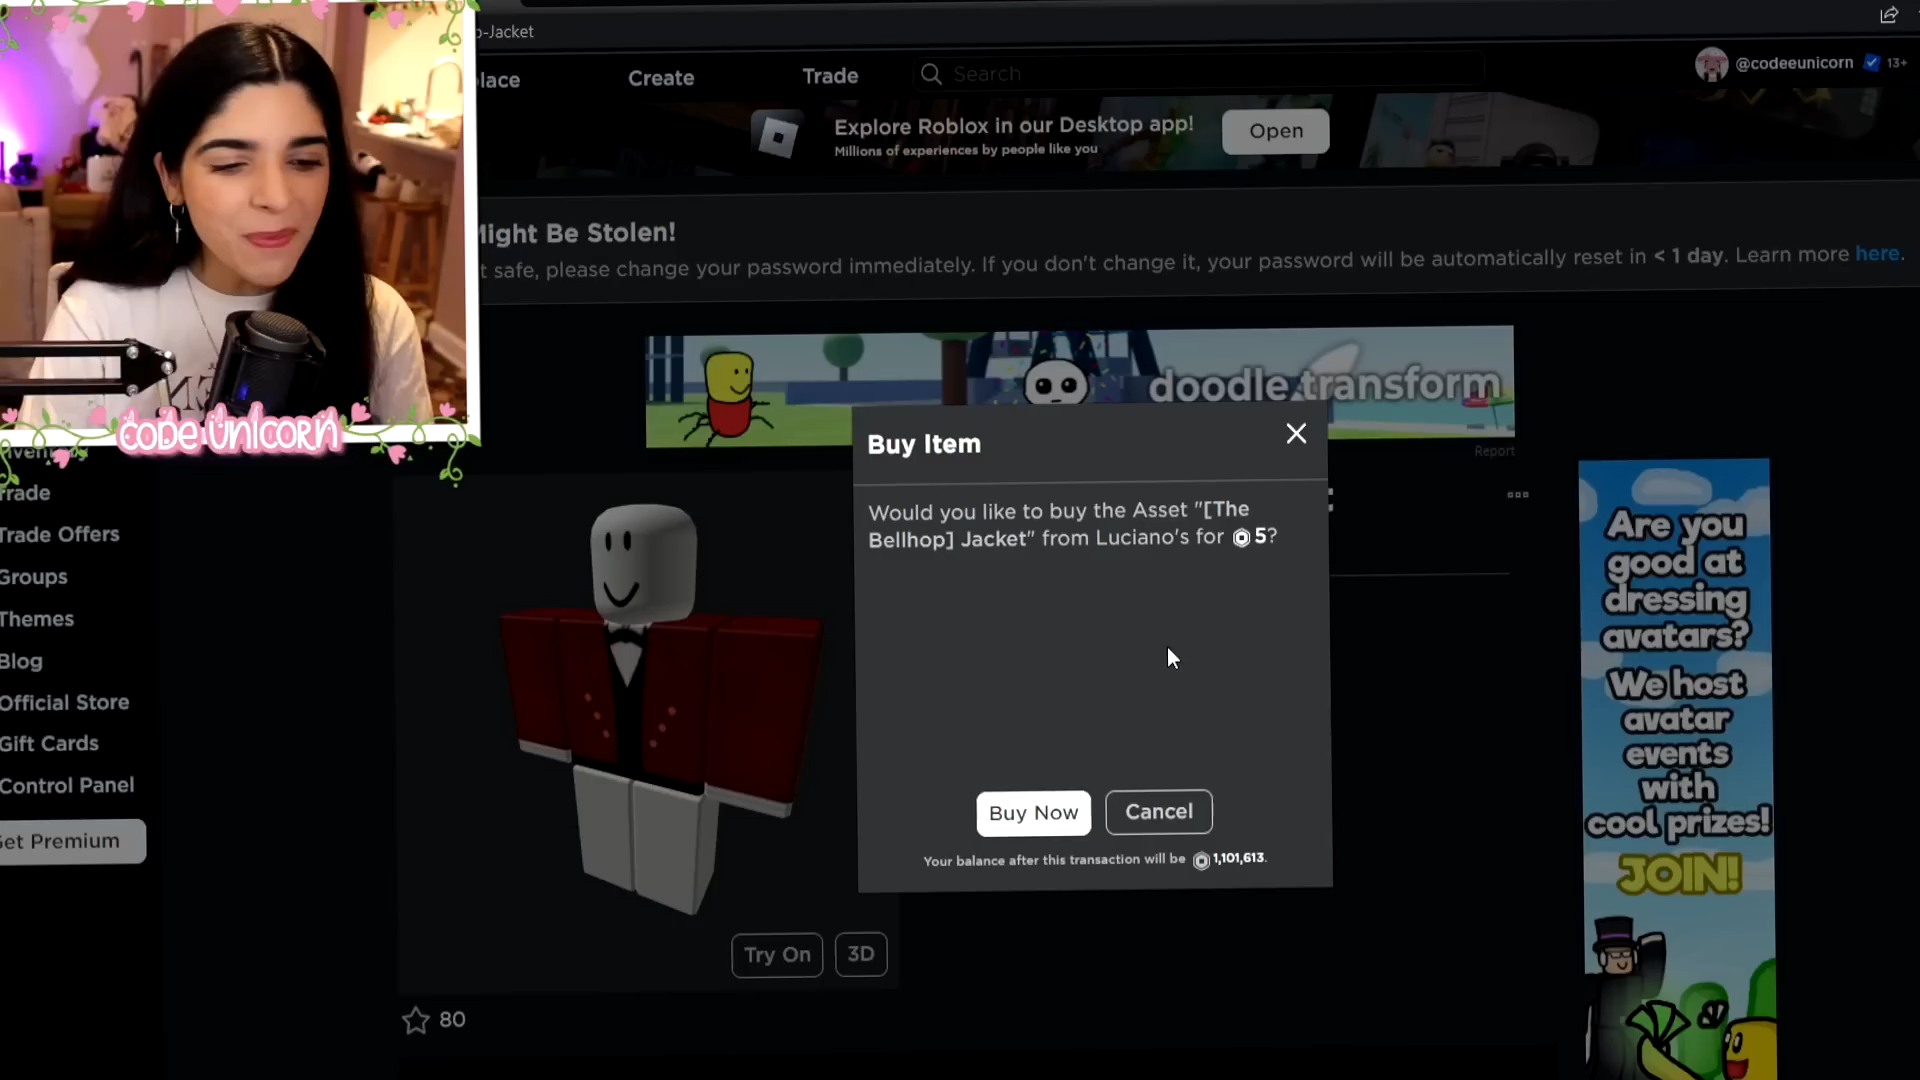 o-Jacket
lace
Create
Trade
Search
@codeeunicorn
13+
Explore Roblox in our Desktop app!
Millions of experiences by people like you
Open
Might Be Stolen!
t safe, please change your password immediately. If you don't change it, your password will be automatically reset in < 1 day. Learn more here.
doodle transform
Report
CODE UNICORN
Trade
Trade Offers
Groups
Themes
Blog
Official Store
Gift Cards
Control Panel
Get Premium
Buy Item
Would you like to buy the Asset "[The
Bellhop] Jacket" from Luciano's for 5?
Buy Now
Cancel
Your balance after this transaction will be 1,101,613.
Try On
3D
80
Are you
good at
dressing
avatars?
We host
avatar
events
with
cool prizes!
JOIN!